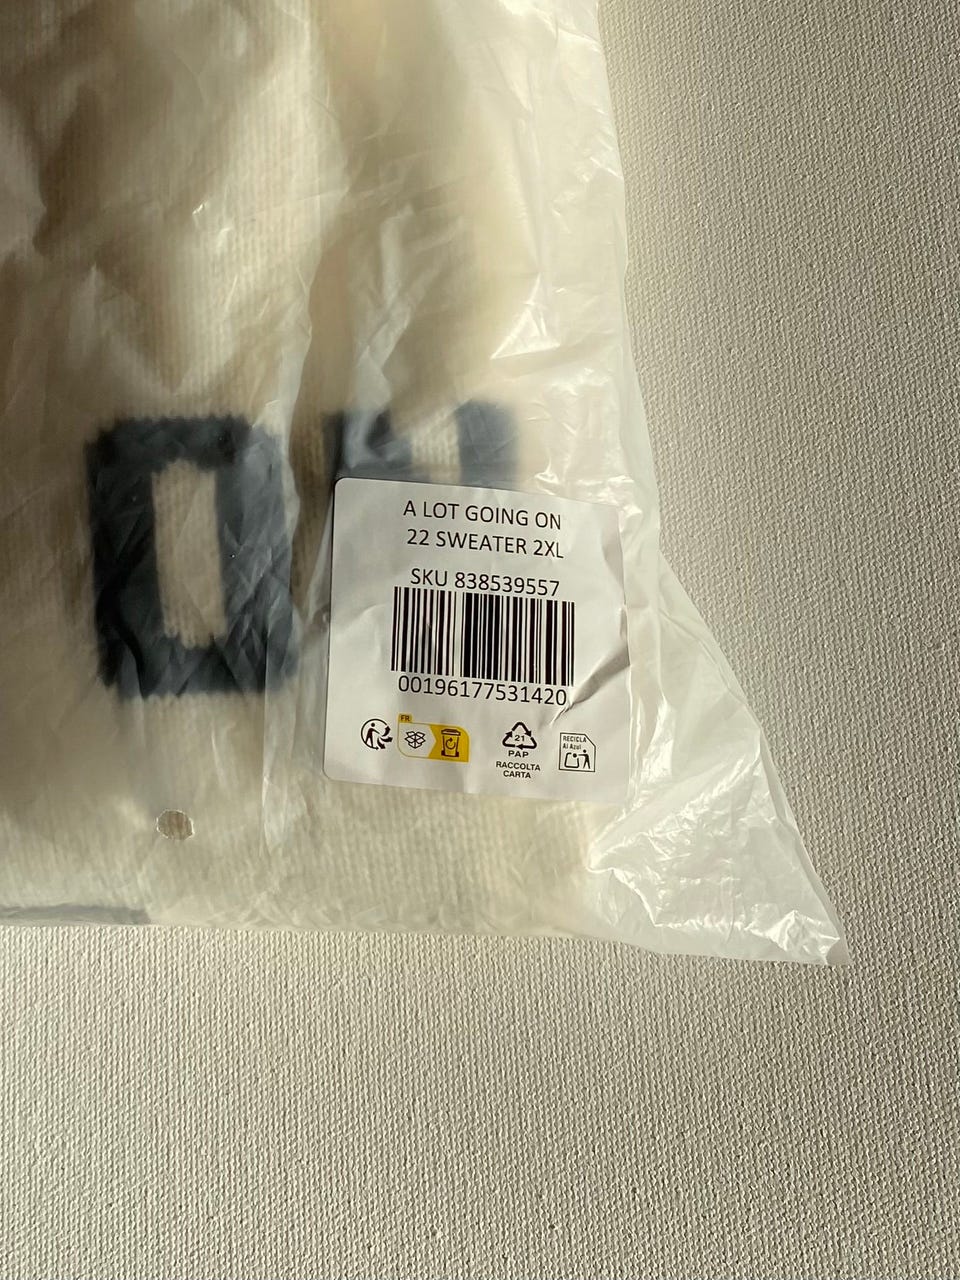 A LOT GOING ON
22 SWEATER 2XL
SKU 838539557
00196177531420
FR
21
PAP
RACCOLTA
CARTA
RECICLA
Al Azul